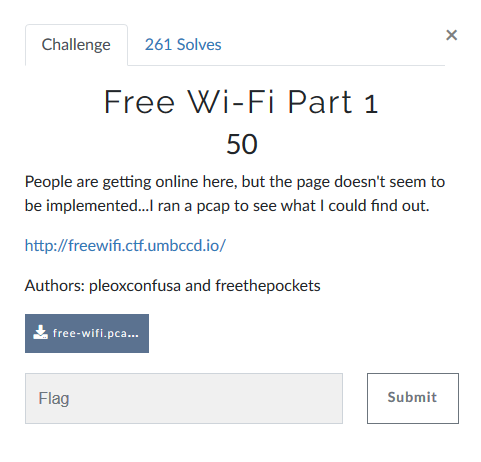 Challenge
261 Solves
×
Free Wi-Fi Part 1
50
People are getting online here, but the page doesn't seem to
be implemented...I ran a pcap to see what I could find out.
http://freewifi.ctf.umbccd.io/
Authors: pleoxconfusa and freethepockets
free-wifi.pca...
Flag
Submit